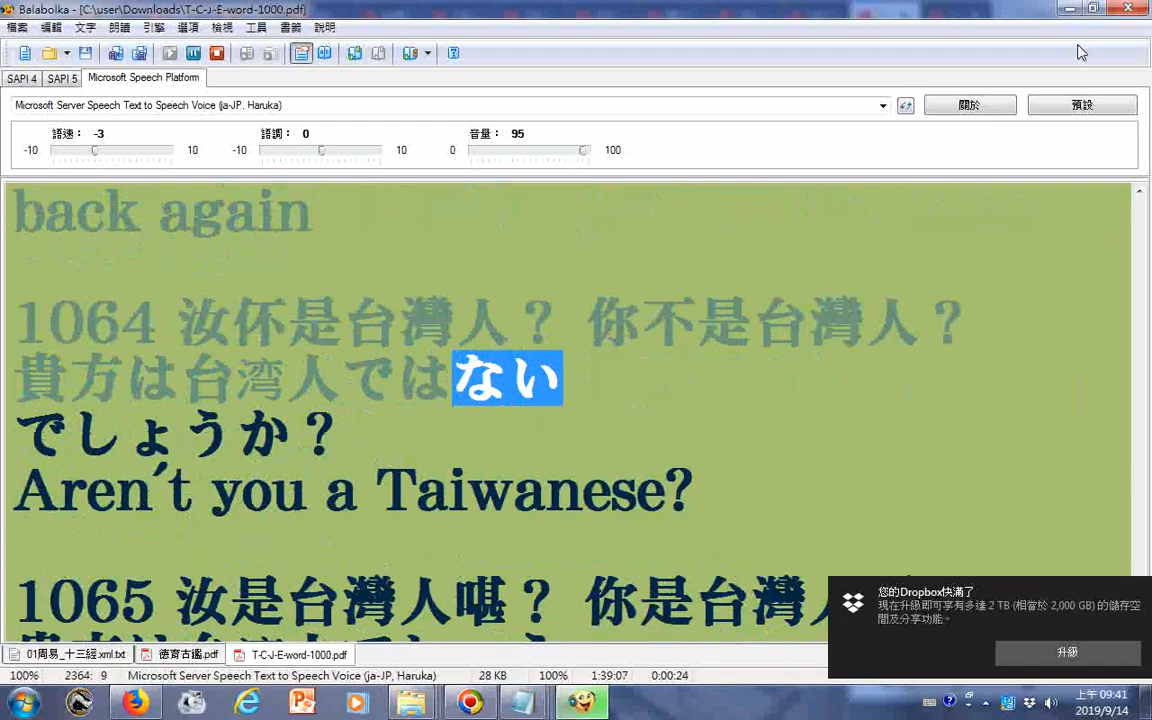 Balabolka - [C:\user\Downloads\T-C-J-E-word-1000.pdf]
檔案 編輯 文字 朗讀 引擎 選項 檢視 工具 書籤 說明
SAPI 4 SAPI 5 Microsoft Speech Platform
Microsoft Server Speech Text to Speech Voice (ja-JP, Haruka) 關於 預設
語速： -3 語調： 0 音量： 95
-10 10 -10 10 0 100
back again
1064 汝伓是台灣人？ 你不是台灣人？
貴方は台湾人ではない
でしょうか？
Aren't you a Taiwanese?
1065 汝是台灣人啿？ 你是台灣
您的Dropbox快滿了
現在升級即可享有多達 2 TB (相當於 2,000 GB) 的儲存空
間及分享功能。
升級
01周易_十三經.xml.txt 德育古鑑.pdf T-C-J-E-word-1000.pdf
100% 2364: 9 Microsoft Server Speech Text to Speech Voice (ja-JP, Haruka) 28 KB 100% 1:39:07 0:00:24
上午 09:41
2019/9/14